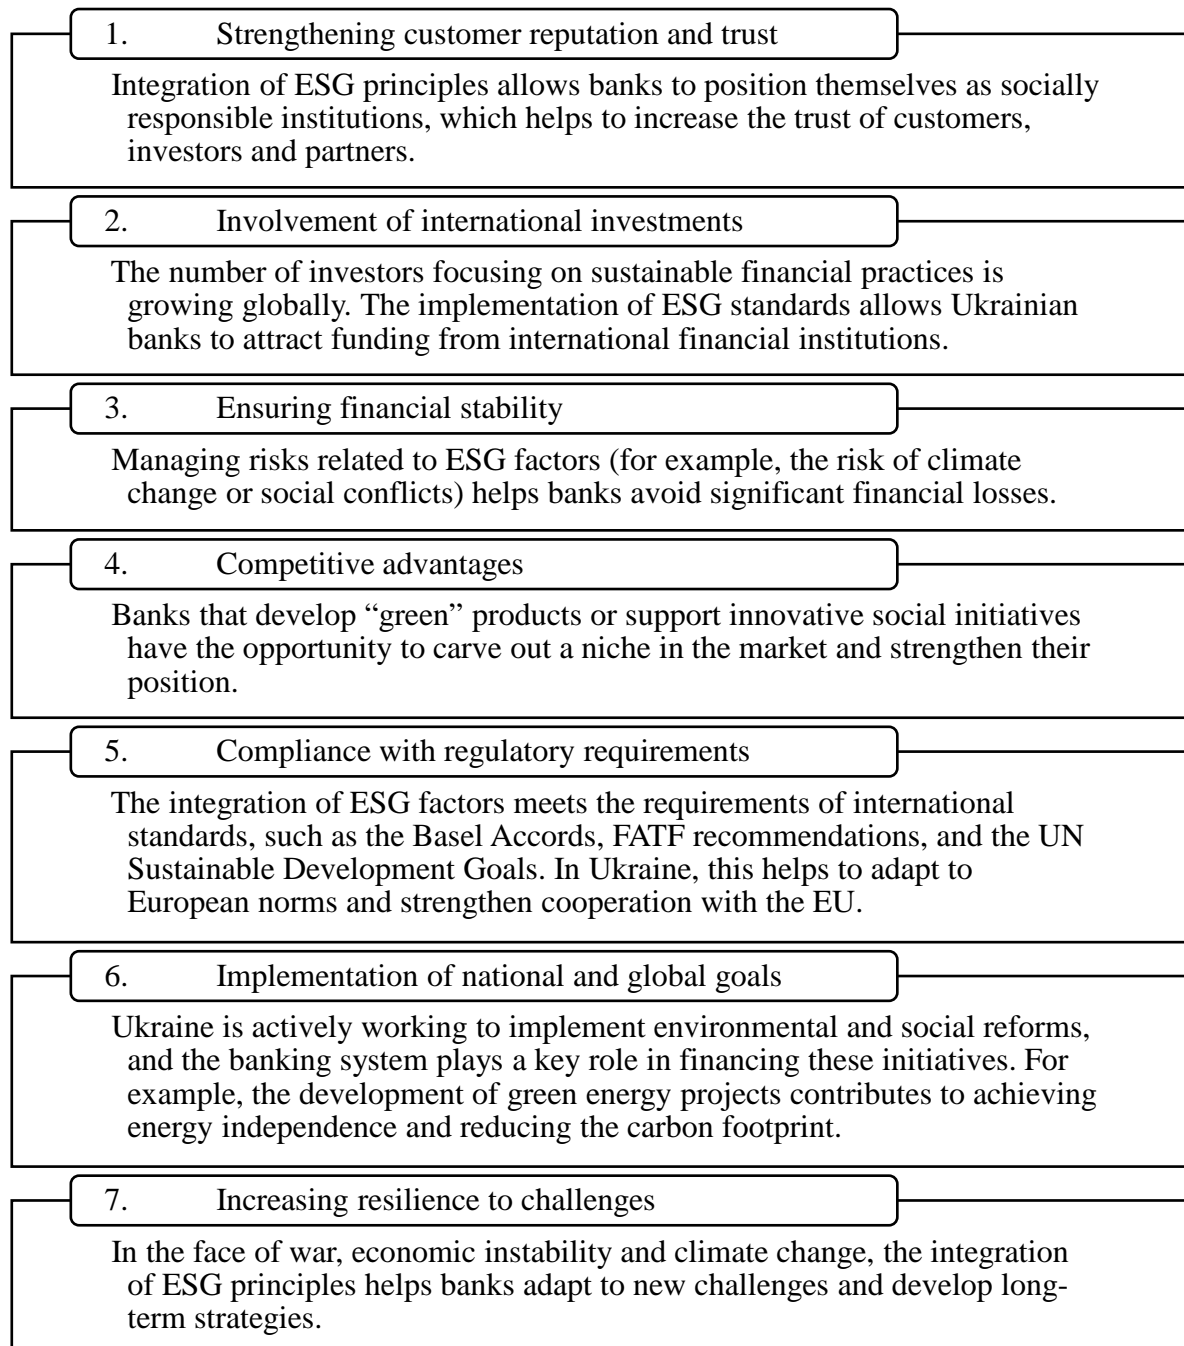 1. Strengthening customer reputation and trust
Integration of ESG principles allows banks to position themselves as socially
responsible institutions, which helps to increase the trust of customers,
investors and partners.
2. Involvement of international investments
The number of investors focusing on sustainable financial practices is
growing globally. The implementation of ESG standards allows Ukrainian
banks to attract funding from international financial institutions.
3. Ensuring financial stability
Managing risks related to ESG factors (for example, the risk of climate
change or social conflicts) helps banks avoid significant financial losses.
4. Competitive advantages
Banks that develop “green” products or support innovative social initiatives
have the opportunity to carve out a niche in the market and strengthen their
position.
5. Compliance with regulatory requirements
The integration of ESG factors meets the requirements of international
standards, such as the Basel Accords, FATF recommendations, and the UN
Sustainable Development Goals. In Ukraine, this helps to adapt to
European norms and strengthen cooperation with the EU.
6. Implementation of national and global goals
Ukraine is actively working to implement environmental and social reforms,
and the banking system plays a key role in financing these initiatives. For
example, the development of green energy projects contributes to achieving
energy independence and reducing the carbon footprint.
7. Increasing resilience to challenges
In the face of war, economic instability and climate change, the integration
of ESG principles helps banks adapt to new challenges and develop long-
term strategies.